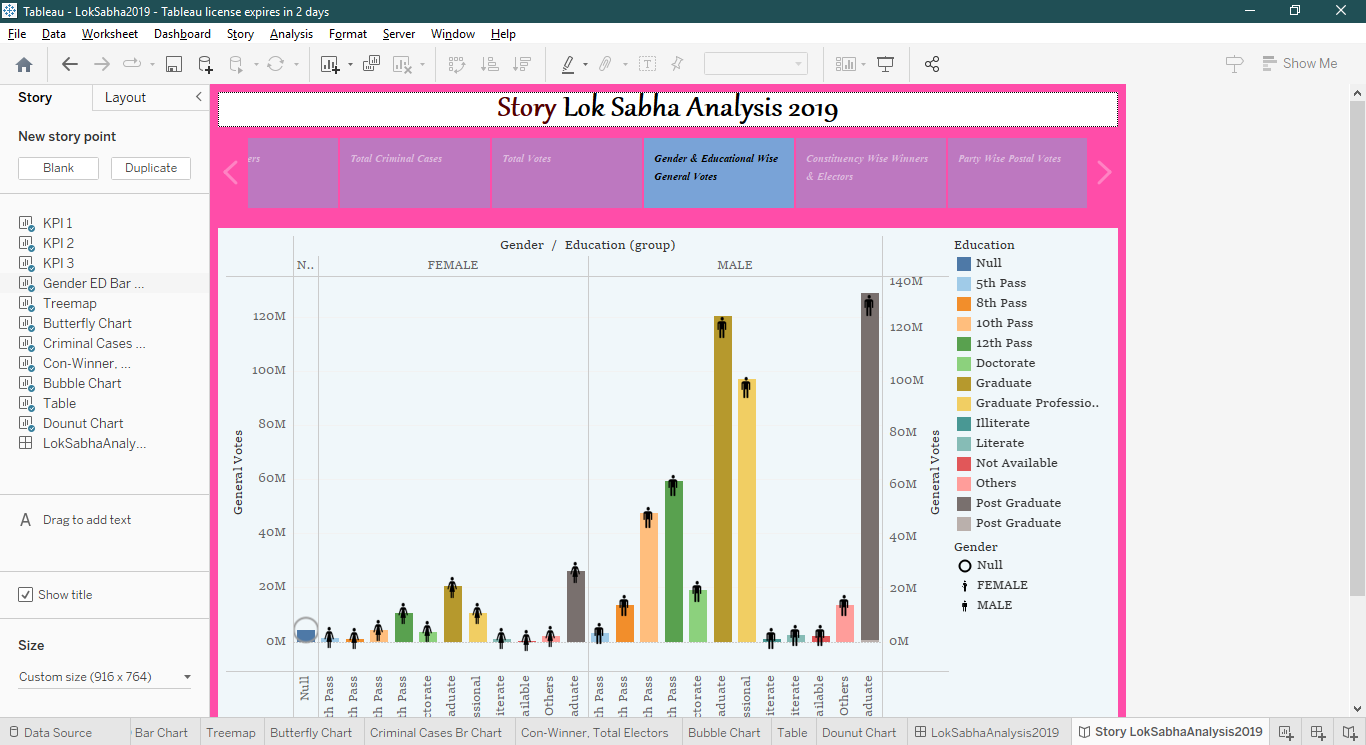 Tableau - LokSabha2019 - Tableau license expires in 2 days
File Data Worksheet Dashboard Story Analysis Format Server Window Help
Show Me
Story Layout
New story point
Blank Duplicate
KPI 1
KPI 2
KPI 3
Gender ED Bar ...
Treemap
Butterfly Chart
Criminal Cases ...
Con-Winner, ...
Bubble Chart
Table
Dounut Chart
LokSabhaAnaly...
A Drag to add text
Show title
Size
Custom size (916 x 764)
Story Lok Sabha Analysis 2019
ers
Total Criminal Cases
Total Votes
Gender & Educational Wise
General Votes
Constituency Wise Winners
& Electors
Party Wise Postal Votes
Gender / Education (group)
N.. FEMALE MALE
General Votes
120M
100M
80M
60M
40M
20M
0M
140M
120M
100M
80M
60M
40M
20M
0M
General Votes
Null
th Pass
th Pass
th Pass
th Pass
ctorate
aduate
ssional
iterate
ailable
Others
aduate
th Pass
th Pass
th Pass
th Pass
ctorate
aduate
ssional
iterate
iterate
ailable
Others
aduate
Education
Null
5th Pass
8th Pass
10th Pass
12th Pass
Doctorate
Graduate
Graduate Professio..
Illiterate
Literate
Not Available
Others
Post Graduate
Post Graduate
Gender
Null
FEMALE
MALE
Data Source Bar Chart Treemap Butterfly Chart Criminal Cases Br Chart Con-Winner, Total Electors Bubble Chart Table Dounut Chart LokSabhaAnalysis2019 Story LokSabhaAnalysis2019